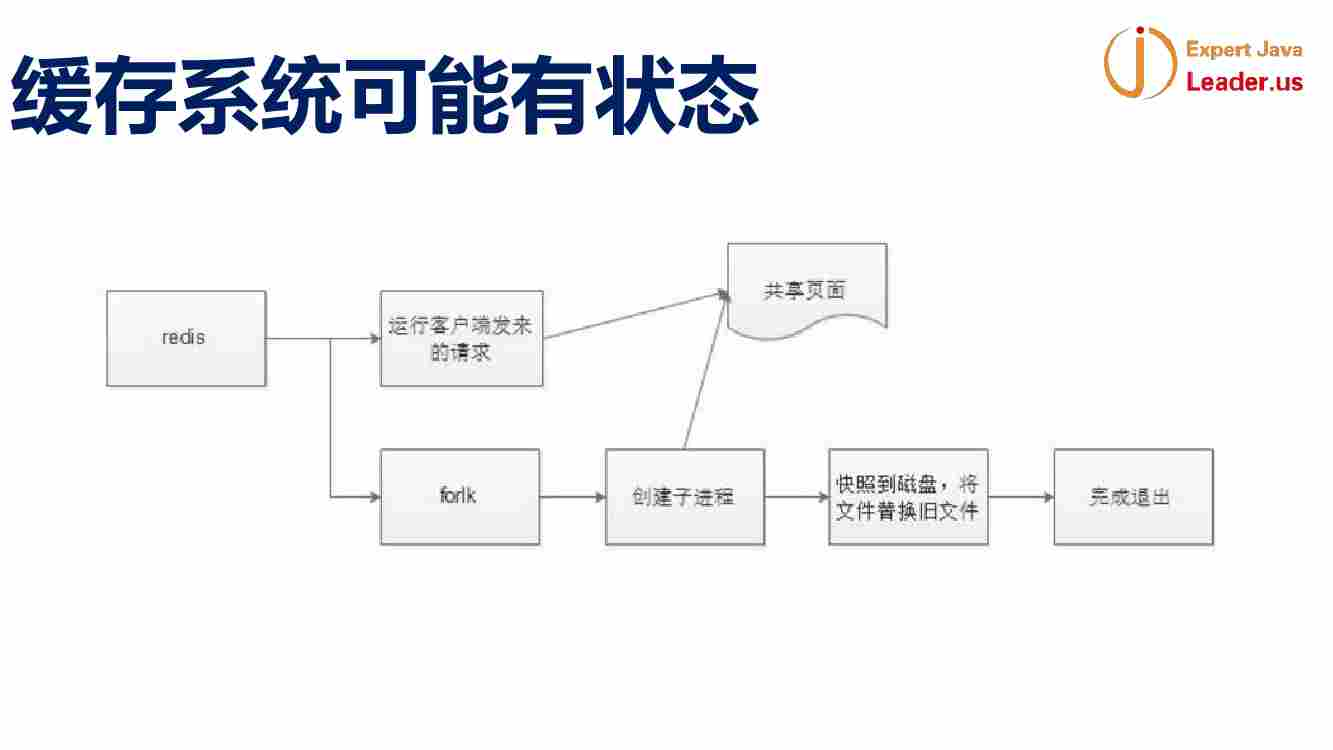 缓存系统可能有状态
Expert Java
Leader.us
共享页面
redis
运行客户端发来
的请求
forlk
创建子进程
快照到磁盘，将
文件替换旧文件
完成退出